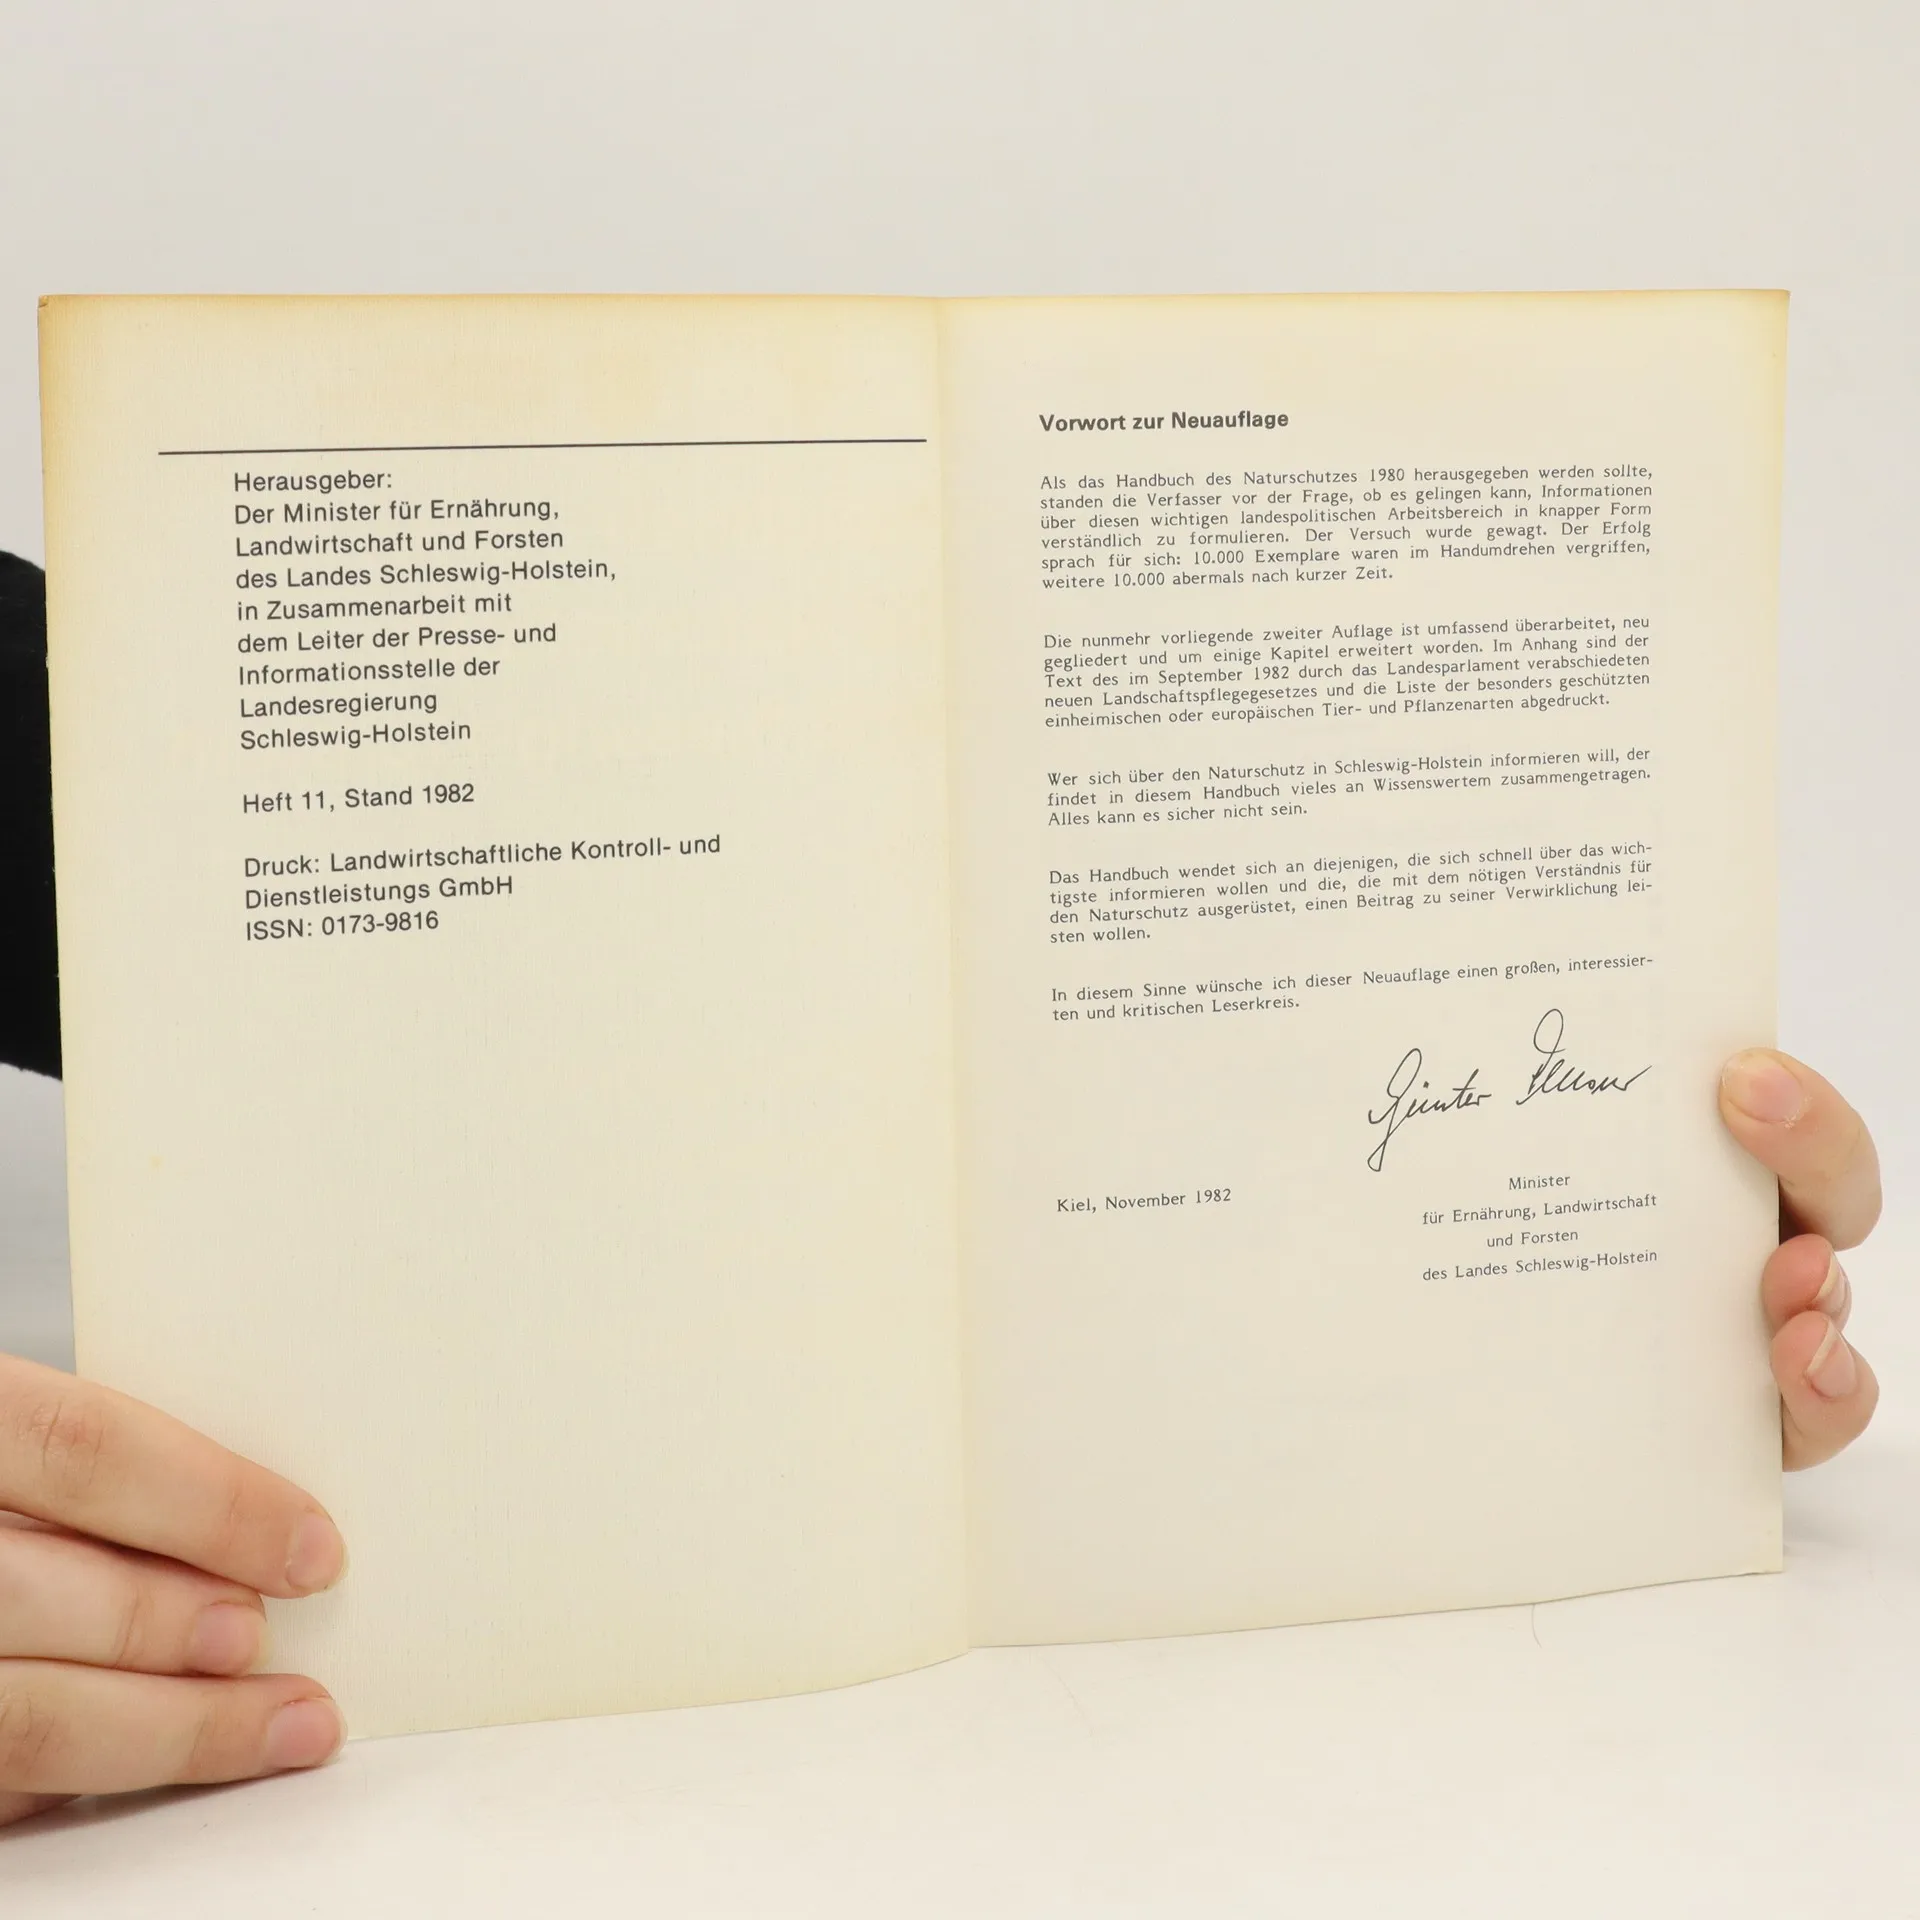 Herausgeber:
Der Minister für Ernährung,
Landwirtschaft und Forsten
des Landes Schleswig-Holstein,
in Zusammenarbeit mit
dem Leiter der Presse- und
Informationsstelle der
Landesregierung
Schleswig-Holstein
Heft 11, Stand 1982
Druck: Landwirtschaftliche Kontroll- und
Dienstleistungs GmbH
ISSN: 0173-9816
Vorwort zur Neuauflage
Als das Handbuch des Naturschutzes 1980 herausgegeben werden sollte,
standen die Verfasser vor der Frage, ob es gelingen kann, Informationen
über diesen wichtigen landespolitischen Arbeitsbereich in knapper Form
verständlich zu formulieren. Der Versuch wurde gewagt. Der Erfolg
sprach für sich: 10.000 Exemplare waren im Handumdrehen vergriffen,
weitere 10.000 abermals nach kurzer Zeit.
Die nunmehr vorliegende zweiter Auflage ist umfassend überarbeitet, neu
gegliedert und um einige Kapitel erweitert worden. Im Anhang sind der
Text des im September 1982 durch das Landesparlament verabschiedeten
neuen Landschaftspflegegesetzes und die Liste der besonders geschützten
einheimischen oder europäischen Tier- und Pflanzenarten abgedruckt.
Wer sich über den Naturschutz in Schleswig-Holstein informieren will, der
findet in diesem Handbuch vieles an Wissenswertem zusammengetragen.
Alles kann es sicher nicht sein.
Das Handbuch wendet sich an diejenigen, die sich schnell über das wich-
tigste informieren wollen und die, die mit dem nötigen Verständnis für
den Naturschutz ausgerüstet, einen Beitrag zu seiner Verwirklichung lei-
sten wollen.
In diesem Sinne wünsche ich dieser Neuauflage einen großen, interessier-
ten und kritischen Leserkreis.
Günter
Kiel, November 1982
Minister
für Ernährung, Landwirtschaft
und Forsten
des Landes Schleswig-Holstein